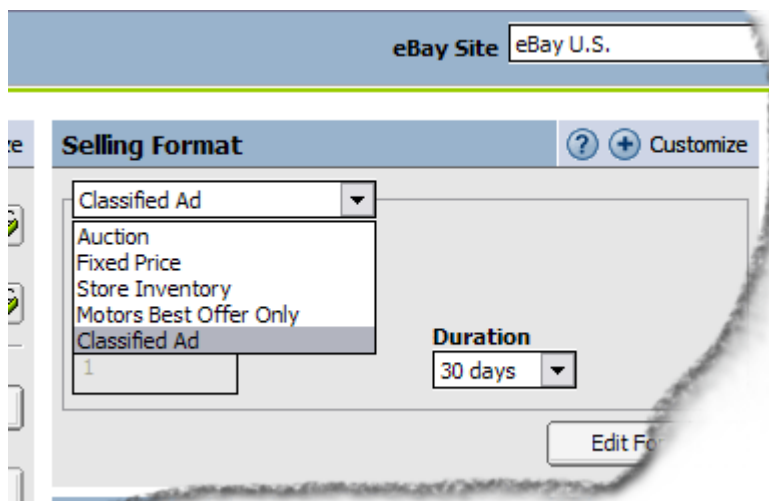 eBay Site eBay U.S.
Selling Format
? + Customize
Classified Ad
Auction
Fixed Price
Store Inventory
Motors Best Offer Only
Classified Ad
Duration
1
30 days
Edit